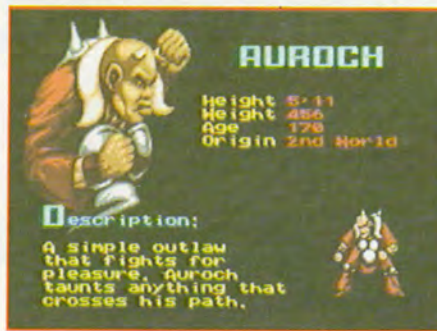 AUROCH
Height 5'11
Weight 456
Age 170
Origin 2nd World
Description:
A simple outlaw
that fights for
pleasure, Auroch
taunts anything that
crosses his path.